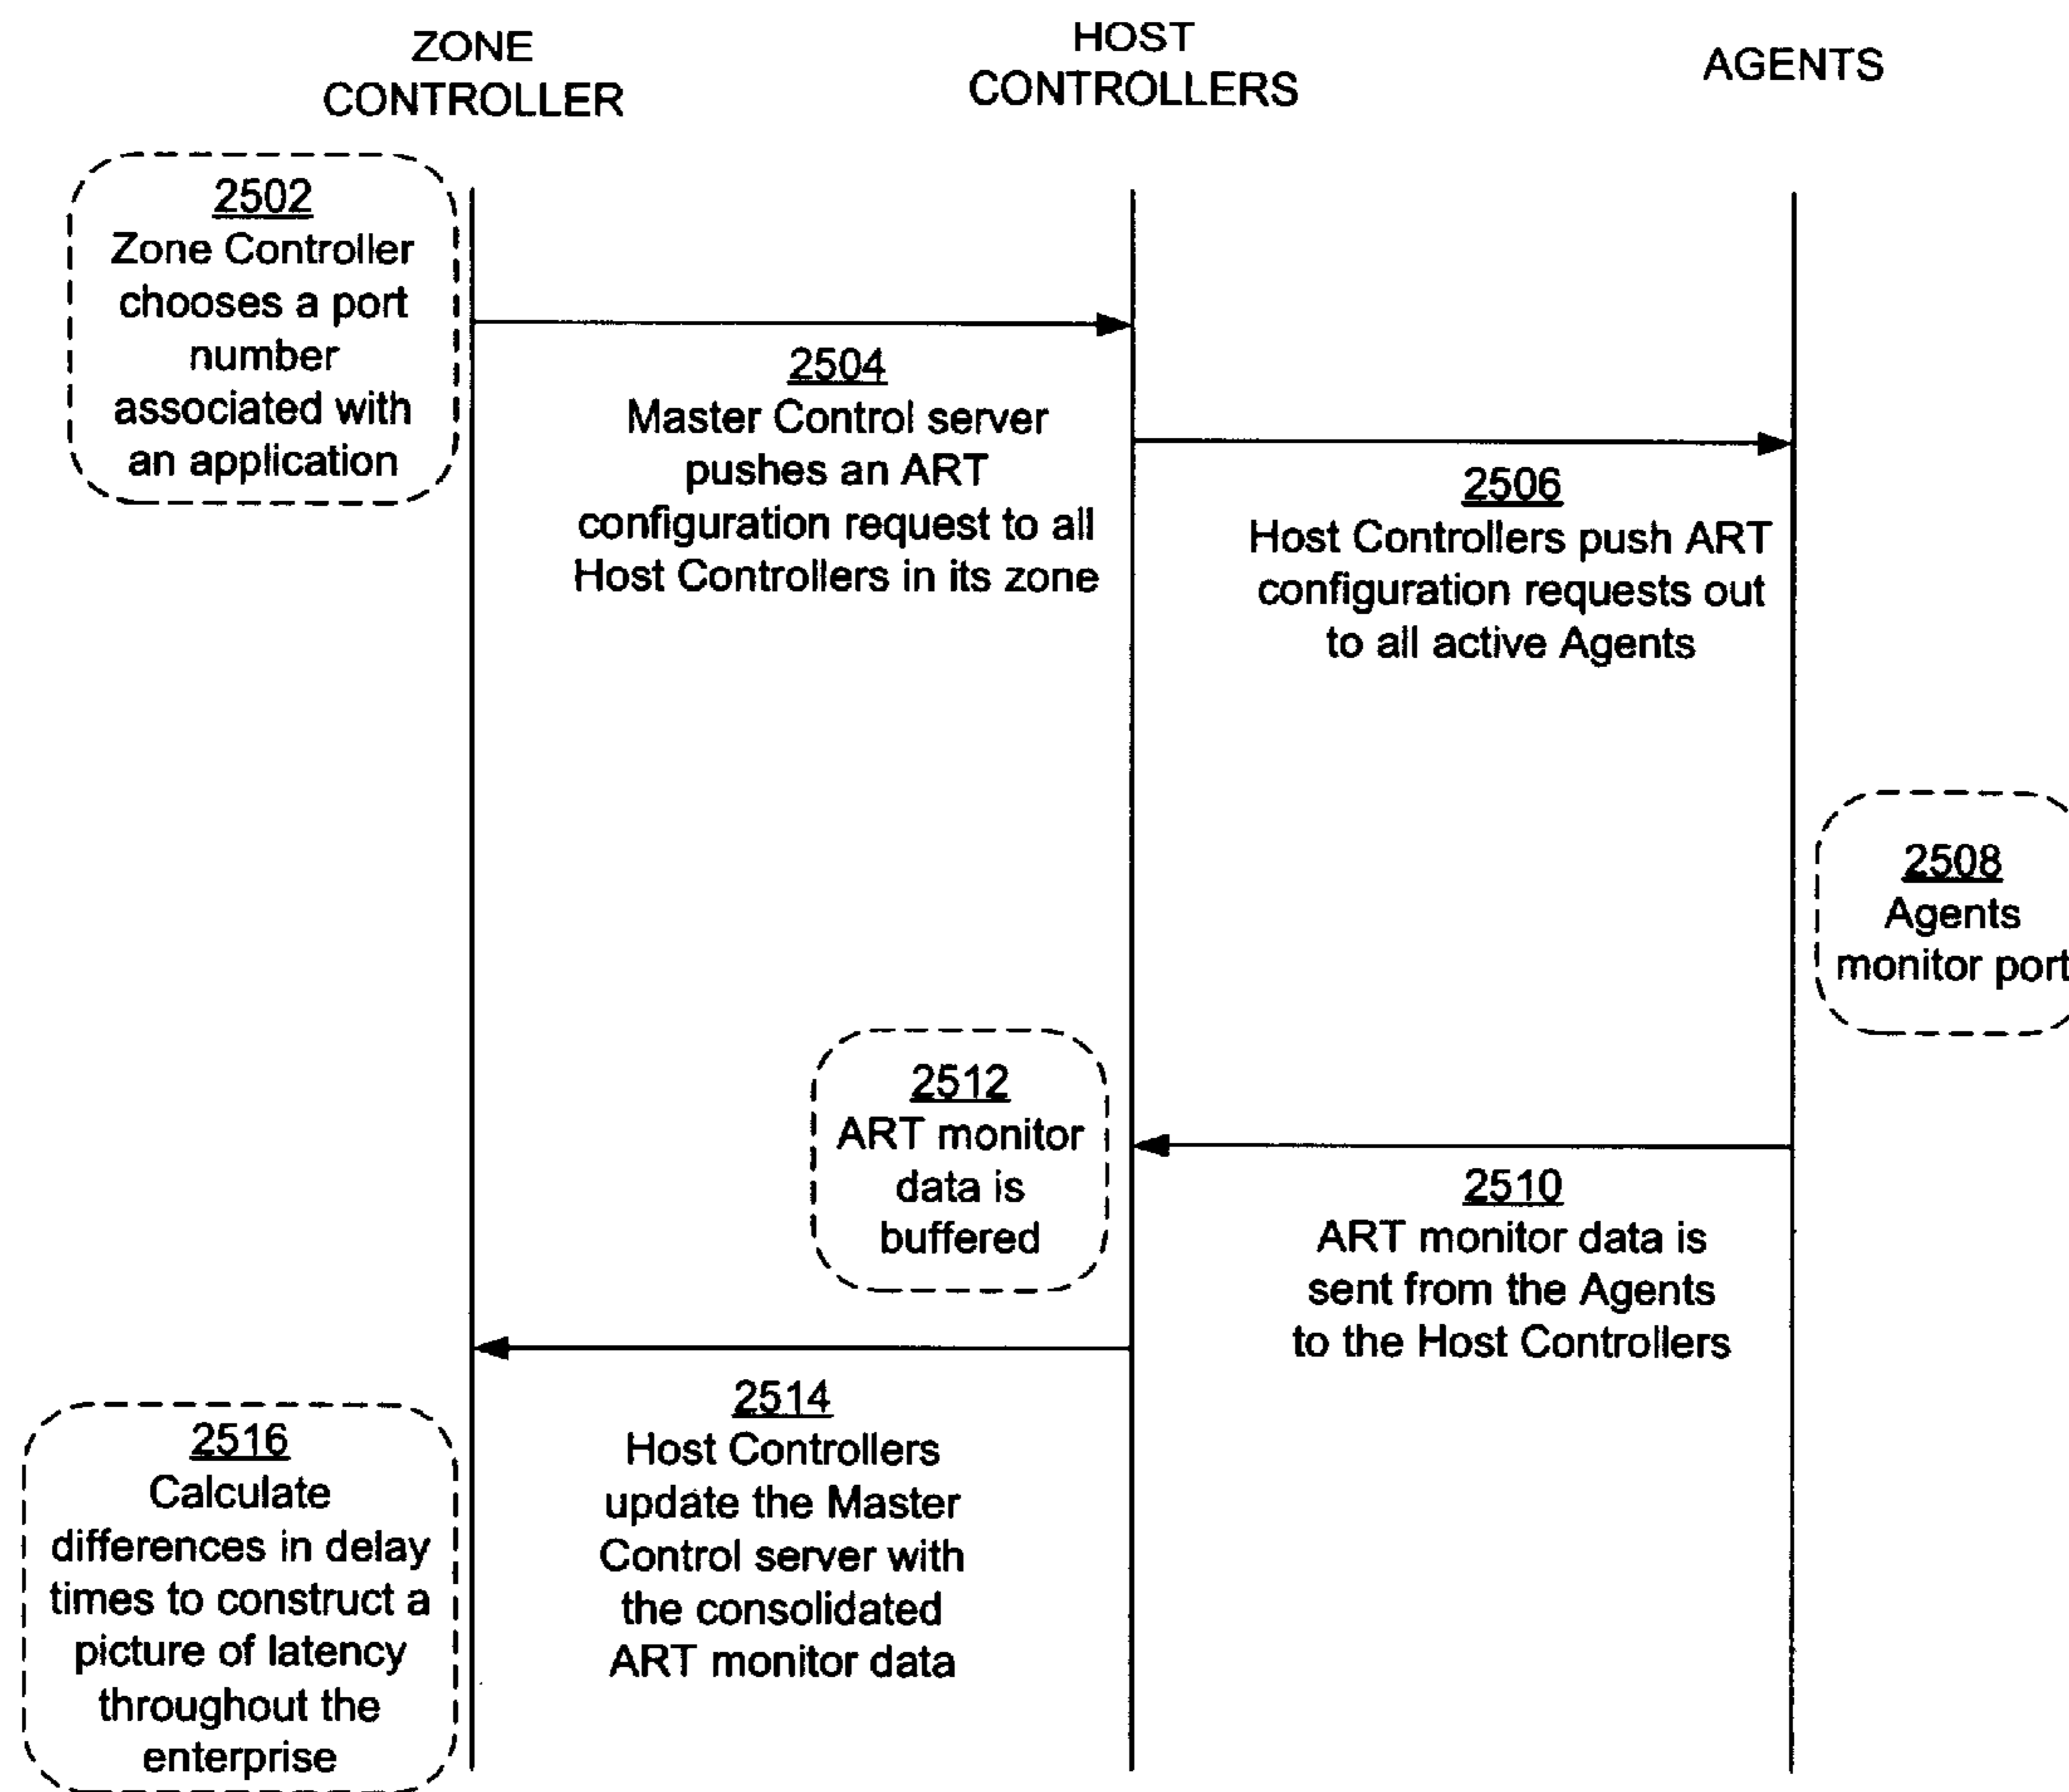 ZONE
CONTROLLER
HOST
CONTROLLERS
AGENTS
2502
Zone Controller
chooses a port
number
associated with
an application
2504
Master Control server
pushes an ART
configuration request to all
Host Controllers in its zone
2506
Host Controllers push ART
configuration requests out
to all active Agents
2508
Agents
monitor port
2510
ART monitor data is
sent from the Agents
to the Host Controllers
2512
ART monitor
data is
buffered
2514
Host Controllers
update the Master
Control server with
the consolidated
ART monitor data
2516
Calculate
differences in delay
times to construct a
picture of latency
throughout the
enterprise